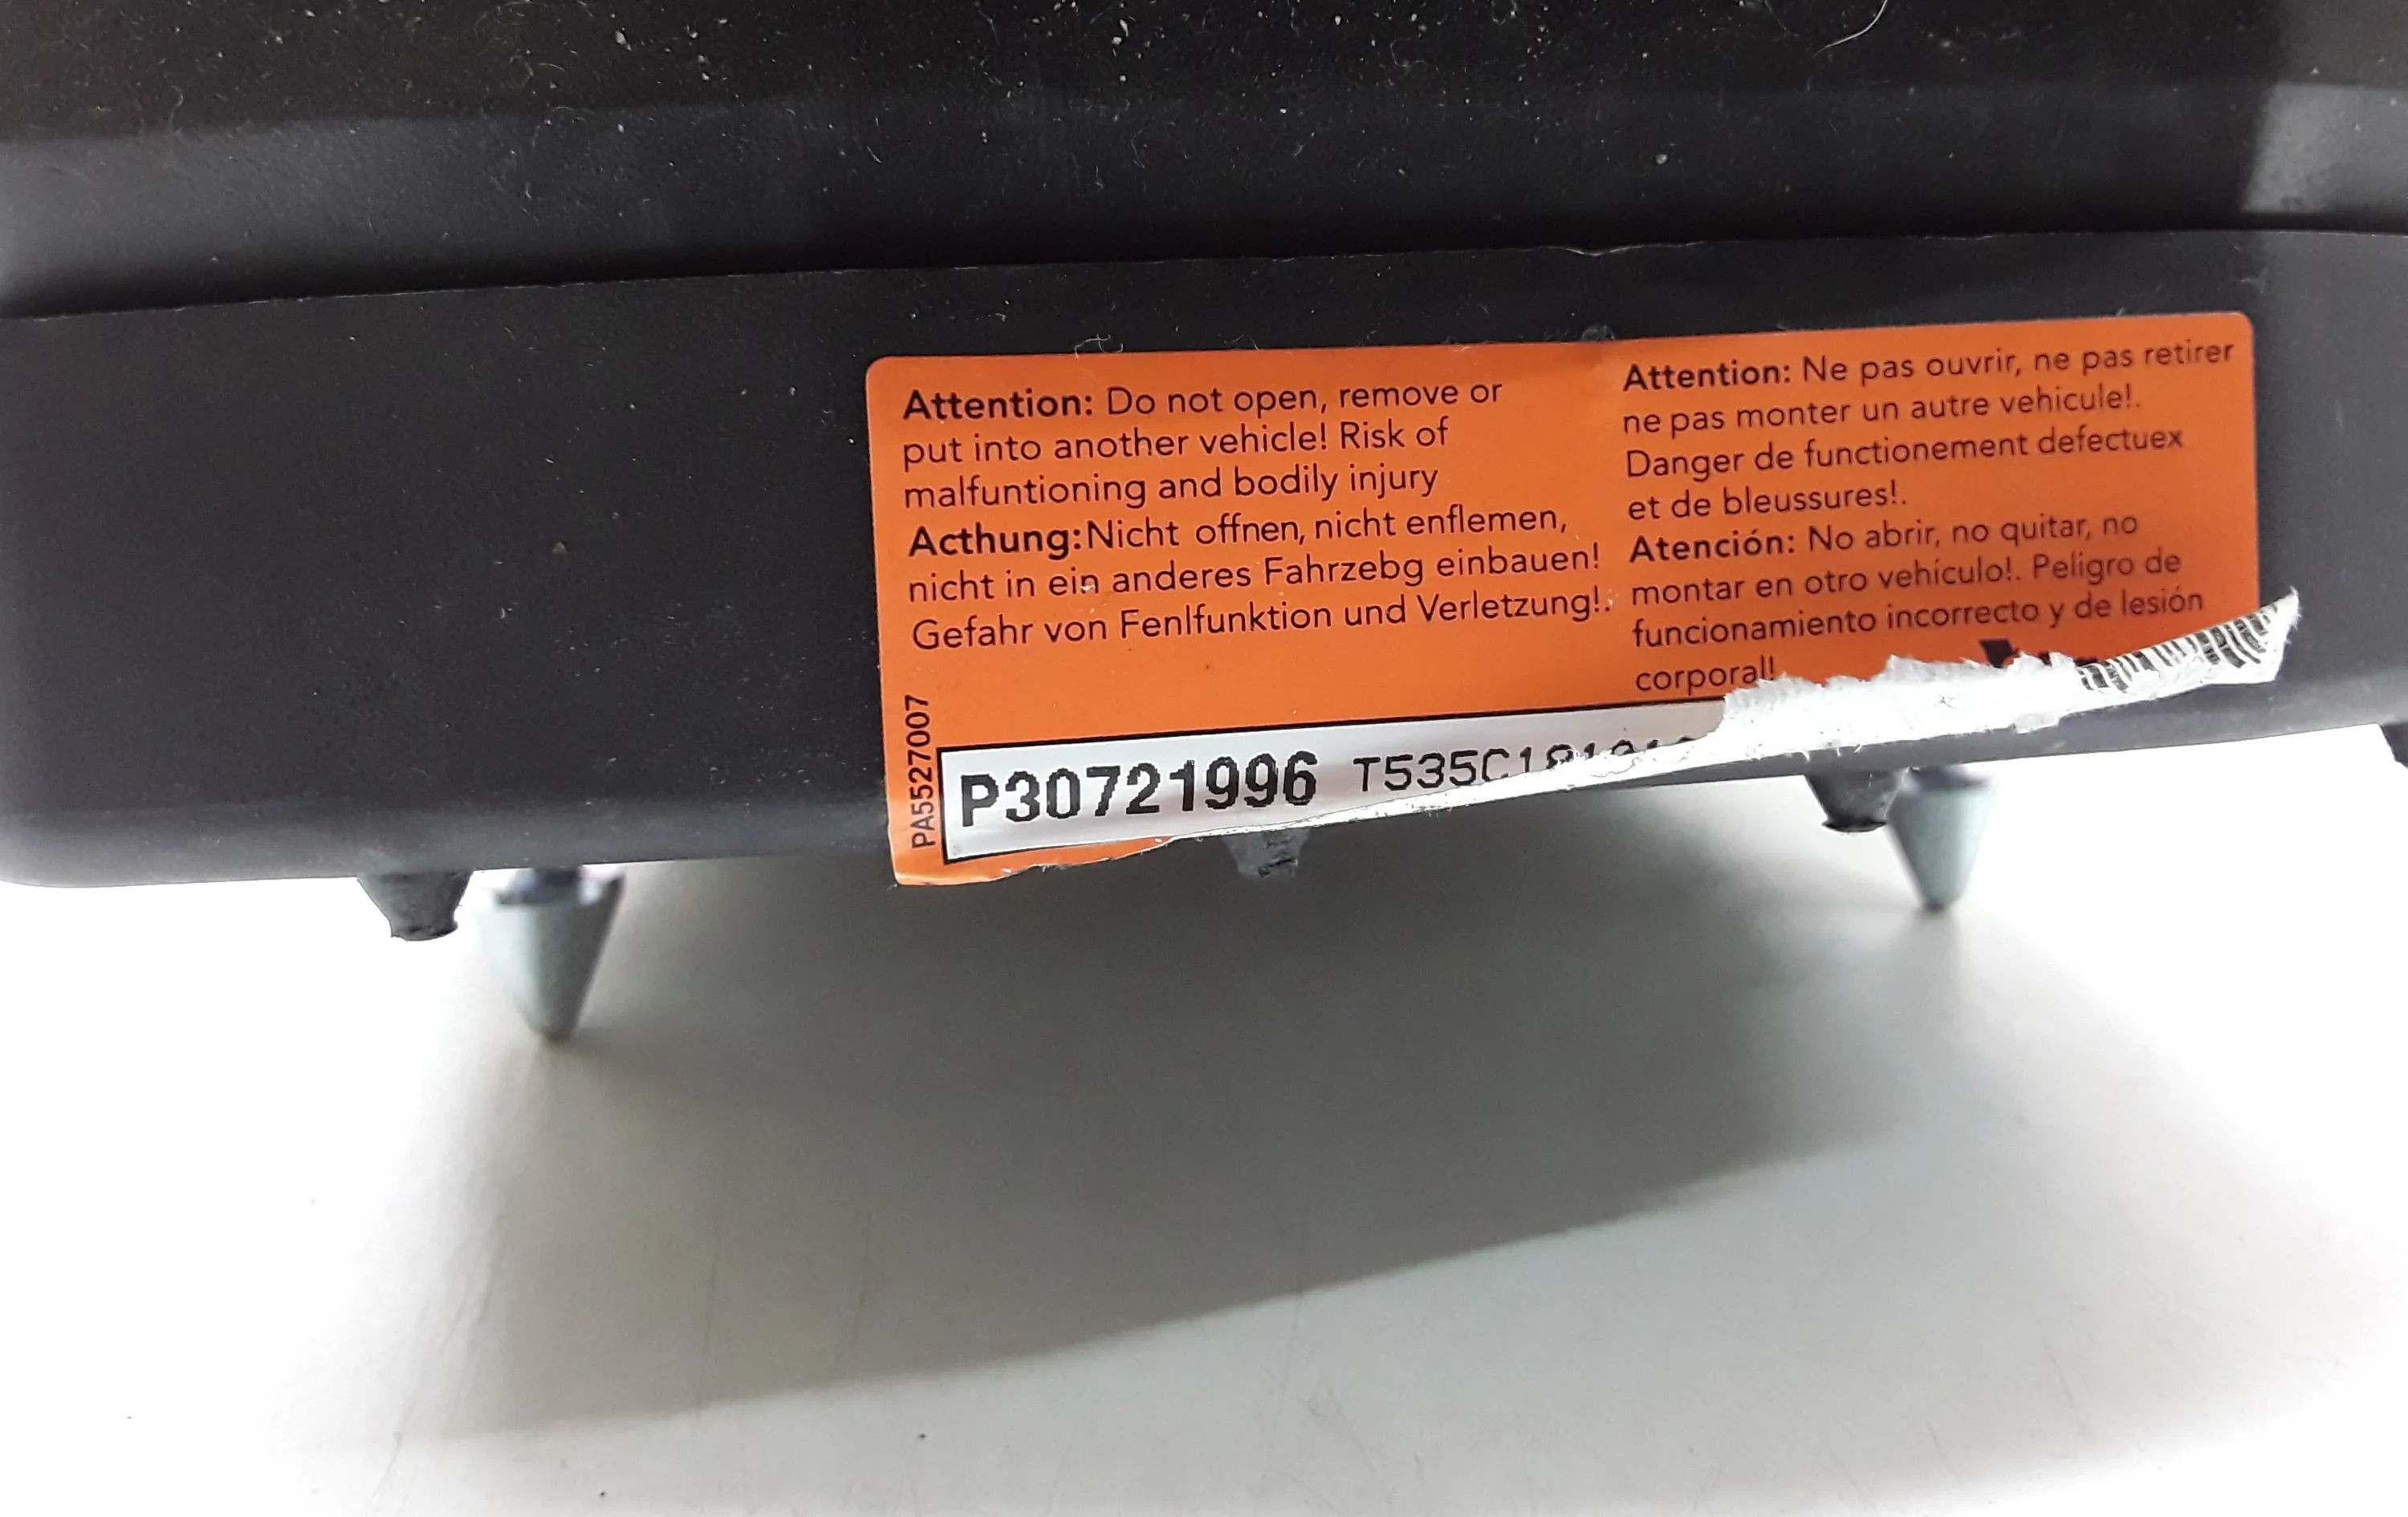 Attention: Do not open, remove or
put into another vehicle! Risk of
malfuntioning and bodily injury
Acthung:Nicht offnen, nicht enflemen,
nicht in ein anderes Fahrzebg einbauen!
Gefahr von Fenlfunktion und Verletzung!.
Attention: Ne pas ouvrir, ne pas retirer
ne pas monter un autre vehicule!.
Danger de functionement defectuex
et de bleussures!.
Atención: No abrir, no quitar, no
montar en otro vehículo!. Peligro de
funcionamiento incorrecto y de lesión
corporal!
PA5527007
P30721996